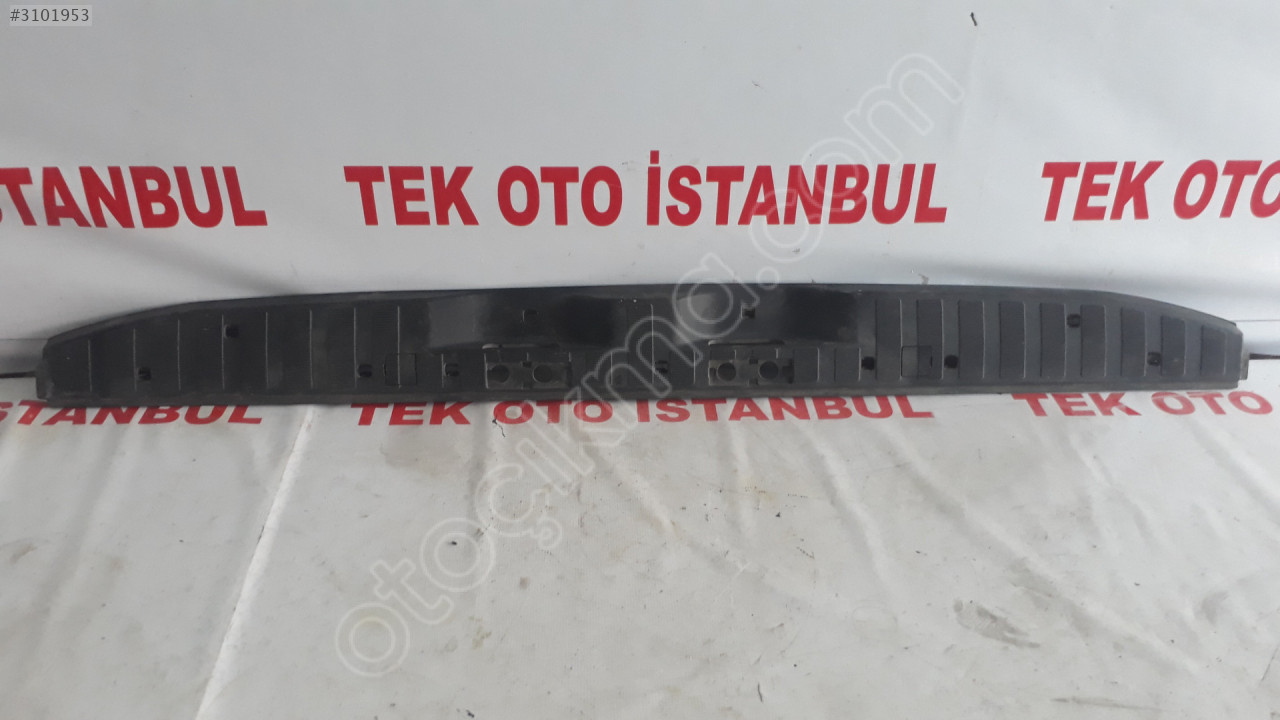 #3101953
İSTANBUL TEK OTO İSTANBUL TEK OTO
otoçıkma.com
İSTANBUL TEK OTO İSTANBUL TEK OTO